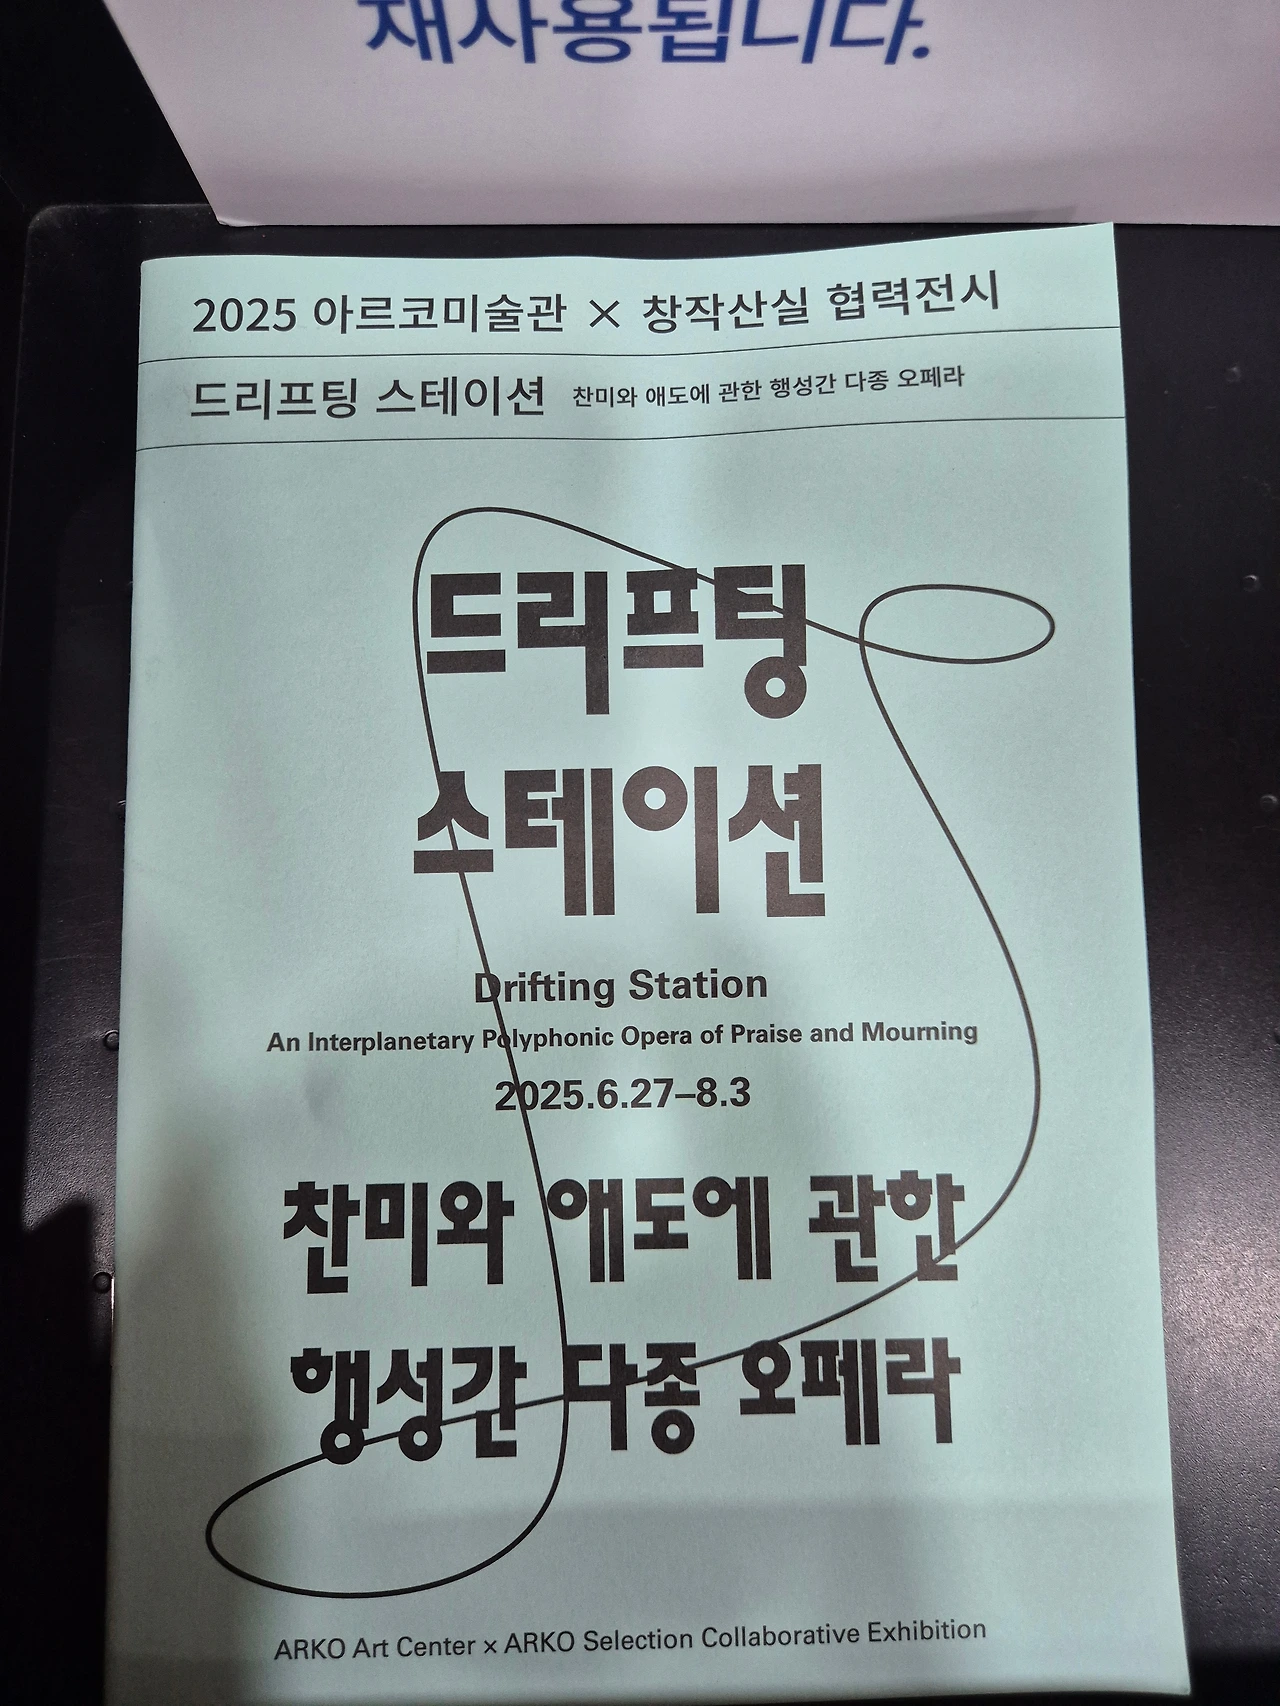 재사용됩니다.
2025 아르코미술관 × 창작산실 협력전시
드리프팅 스테이션 찬미와 애도에 관한 행성간 다종 오페라
드리프팅
스테이션
Drifting Station
An Interplanetary Polyphonic Opera of Praise and Mourning
2025.6.27–8.3
찬미와 애도에 관한
행성간 다종 오페라
ARKO Art Center × ARKO Selection Collaborative Exhibition